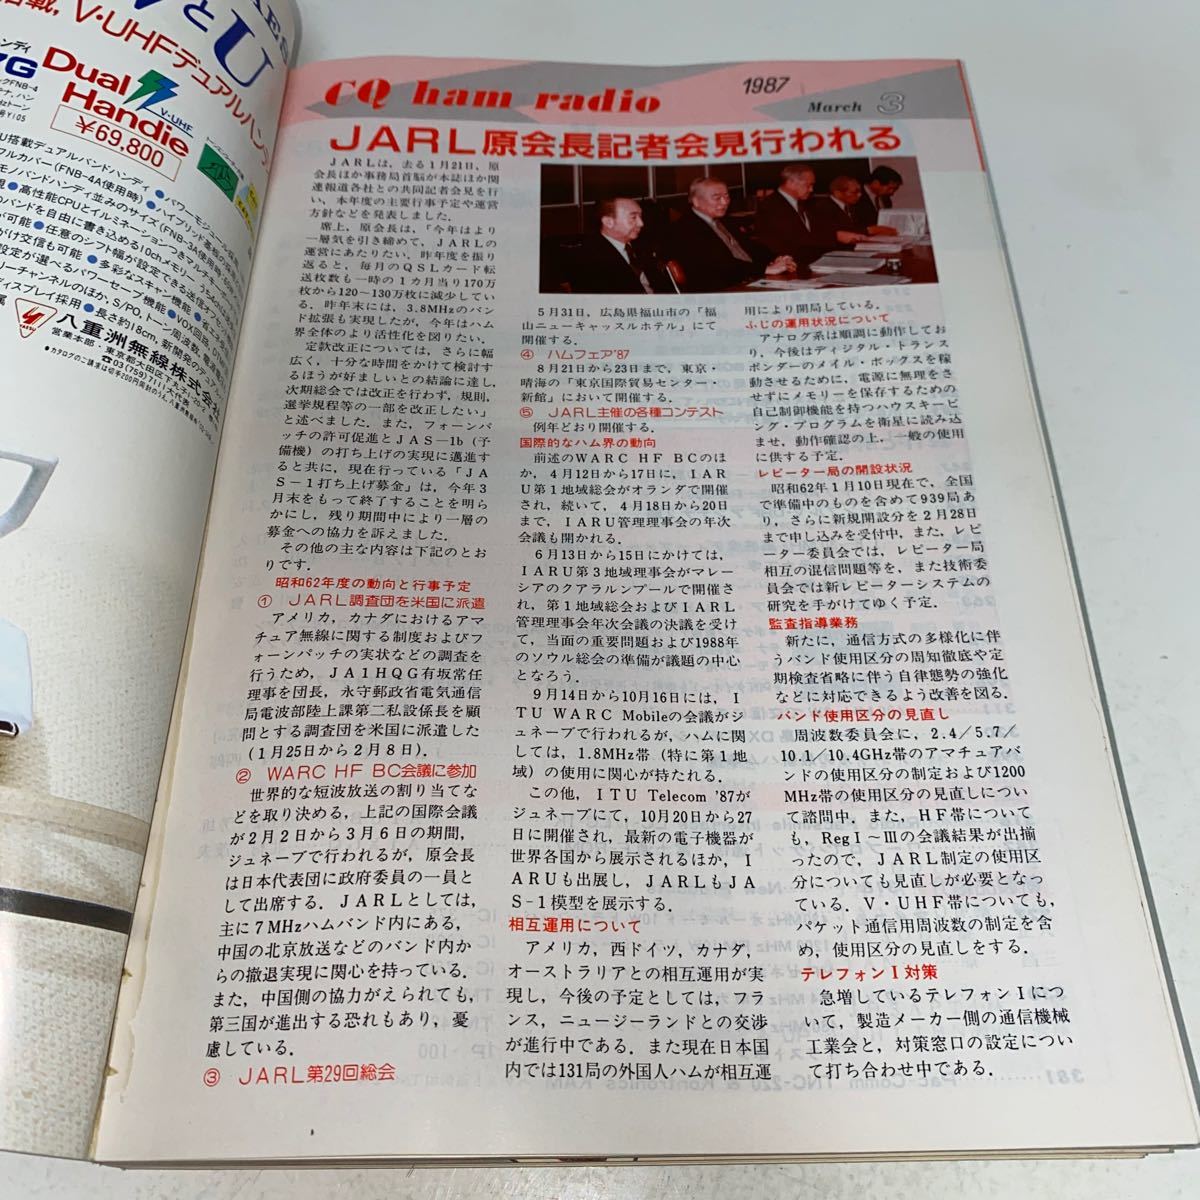 Dual
Handie
V・UHF
¥69,800
八重洲無線株式会社
CQ ham radio
1987
March 3
JARL原会長記者会見行われる
JARLは，去る1月21日，原
会長ほか事務局首脳が本誌ほか関
連報道各社との共同記者会見を行
い，本年度の主要行事予定や運営
方針などを発表しました．
席上，原会長は，「今年はより
一層気を引き締めて，JARLの
運営にあたりたい，昨年度を振り
返ると，毎月のQSLカード転
送枚数も一時の1カ月当り170万
枚から120〜130万枚に減少してい
る．昨年末には，3.8MHzのバン
ド拡張も実現したが，今年はハム
界全体のより活性化を図りたい．
定款改正については，さらに幅
広く，十分な時間をかけて検討す
るほうが好ましいとの結論に達し，
次期総会では改正を行わず，規則，
選挙規程等の一部を改正したい」
と述べました．また，フォーンパ
ッチの許可促進とJAS−1b（予
備機）の打ち上げの実現に邁進す
ると共に，現在行っている「JA
S−1打ち上げ募金」は，今年3
月末をもって終了することを明ら
かにし，残り期間中により一層の
募金への協力を訴えました．
その他の主な内容は下記のとお
りです．
昭和62年度の動向と行事予定
① JARL調査団を米国に派遣
アメリカ，カナダにおけるアマ
チュア無線に関する制度およびフ
ォーンパッチの実状などの調査を
行うため，JA1HQG有坂常任
理事を団長，永守郵政省電気通信
局電波部陸上課第二私設係長を顧
問とする調査団を米国に派遣した
（1月25日から2月8日）．
② WARC HF BC会議に参加
世界的な短波放送の割り当てな
どを取り決める，上記の国際会議
が2月2日から3月6日の期間，
ジュネーブで行われるが，原会長
は日本代表団に政府委員の一員と
して出席する．JARLとしては，
主に7MHzハムバンド内にある，
中国の北京放送などのバンド内か
らの撤退実現に関心を持っている．
また，中国側の協力がえられても，
第三国が進出する恐れもあり，憂
慮している．
③ JARL第29回総会
5月31日，広島県福山市の「福
山ニューキャッスルホテル」にて
開催する．
④ ハムフェア'87
8月21日から23日まで，東京・
晴海の「東京国際貿易センター・
新館」において開催する．
⑤ JARL主催の各種コンテスト
例年どおり開催する．
国際的なハム界の動向
前述のWARC HF BCのほ
か，4月12から17日に，IAR
U第1地域総会がオランダで開催
され，続いて，4月18から20日
まで，IARU管理理事会の年次
会議も開かれる．
6月13から15日にかけては，
IARU第3地域理事会がマレー
シアのクアラルンプールで開催さ
れ，第1地域総会およびIARL
管理理事会年次会議の決議を受け
て，当面の重要問題および1988年
のソウル総会の準備が議題の中心
となろう．
9月14から10月16日には，I
TU WARC Mobileの会議がジ
ュネーブで行われるが，ハムに関
しては，1.8MHz帯（特に第1地
域）の使用に関心が持たれる．
この他，ITU Telecom '87が
ジュネーブにて，10月20日から27
日に開催され，最新の電子機器が
世界各国から展示されるほか，I
ARUも出展し，JARLもJA
S−1模型を展示する．
相互運用について
アメリカ，西ドイツ，カナダ，
オーストラリアとの相互運用が実
現し，今後の予定としては，フラ
ンス，ニュージーランドとの交渉
が進行中である．また現在日本国
内では131局の外国人ハムが相互運
用により開局している．
ふじの運用状況について
アナログ系は順調に動作してお
り，今後はディジタル・トランス
ポンダーのメイル・ボックスを稼
動させるために，電源に無理をさ
せずにメモリーを保存するための
自己制御機能を持つハウスキーピ
ング・プログラムを衛星に読み込
ませ，動作確認の上，一般の使用
に供する予定．
レピーター局の開設状況
昭和62年1月10日現在で，全国
で準備中のものを含めて939局あ
り，さらに新規開設分を2月28日
まで申し込みを受付中，また，レピ
ーター委員会では，レピーター局
相互の混信問題等を，また技術委
員会では新レピーターシステムの
研究を手がけてゆく予定．
監査指導業務
新たに，通信方式の多様化に伴
うバンド使用区分の周知徹底や定
期検査省略に伴う自律態勢の強化
などに対応できるよう改善を図る．
バンド使用区分の見直し
周波数委員会に，2.4/5.7/
10.1/10.4GHz帯のアマチュアバ
ンドの使用区分の制定および1200
MHz帯の使用区分の見直しについ
て諮問中．また，HF帯について
も，RegⅠ〜Ⅲの会議結果が出揃
ったので，JARL制定の使用区
分についても見直しが必要となっ
ている．V・UHF帯についても，
パケット通信用周波数の制定を含
め，使用区分の見直しをする．
テレフォンⅠ対策
急増しているテレフォンⅠにつ
いて，製造メーカー側の通信機械
工業会と，対策窓口の設定につい
て打ち合わせ中である．